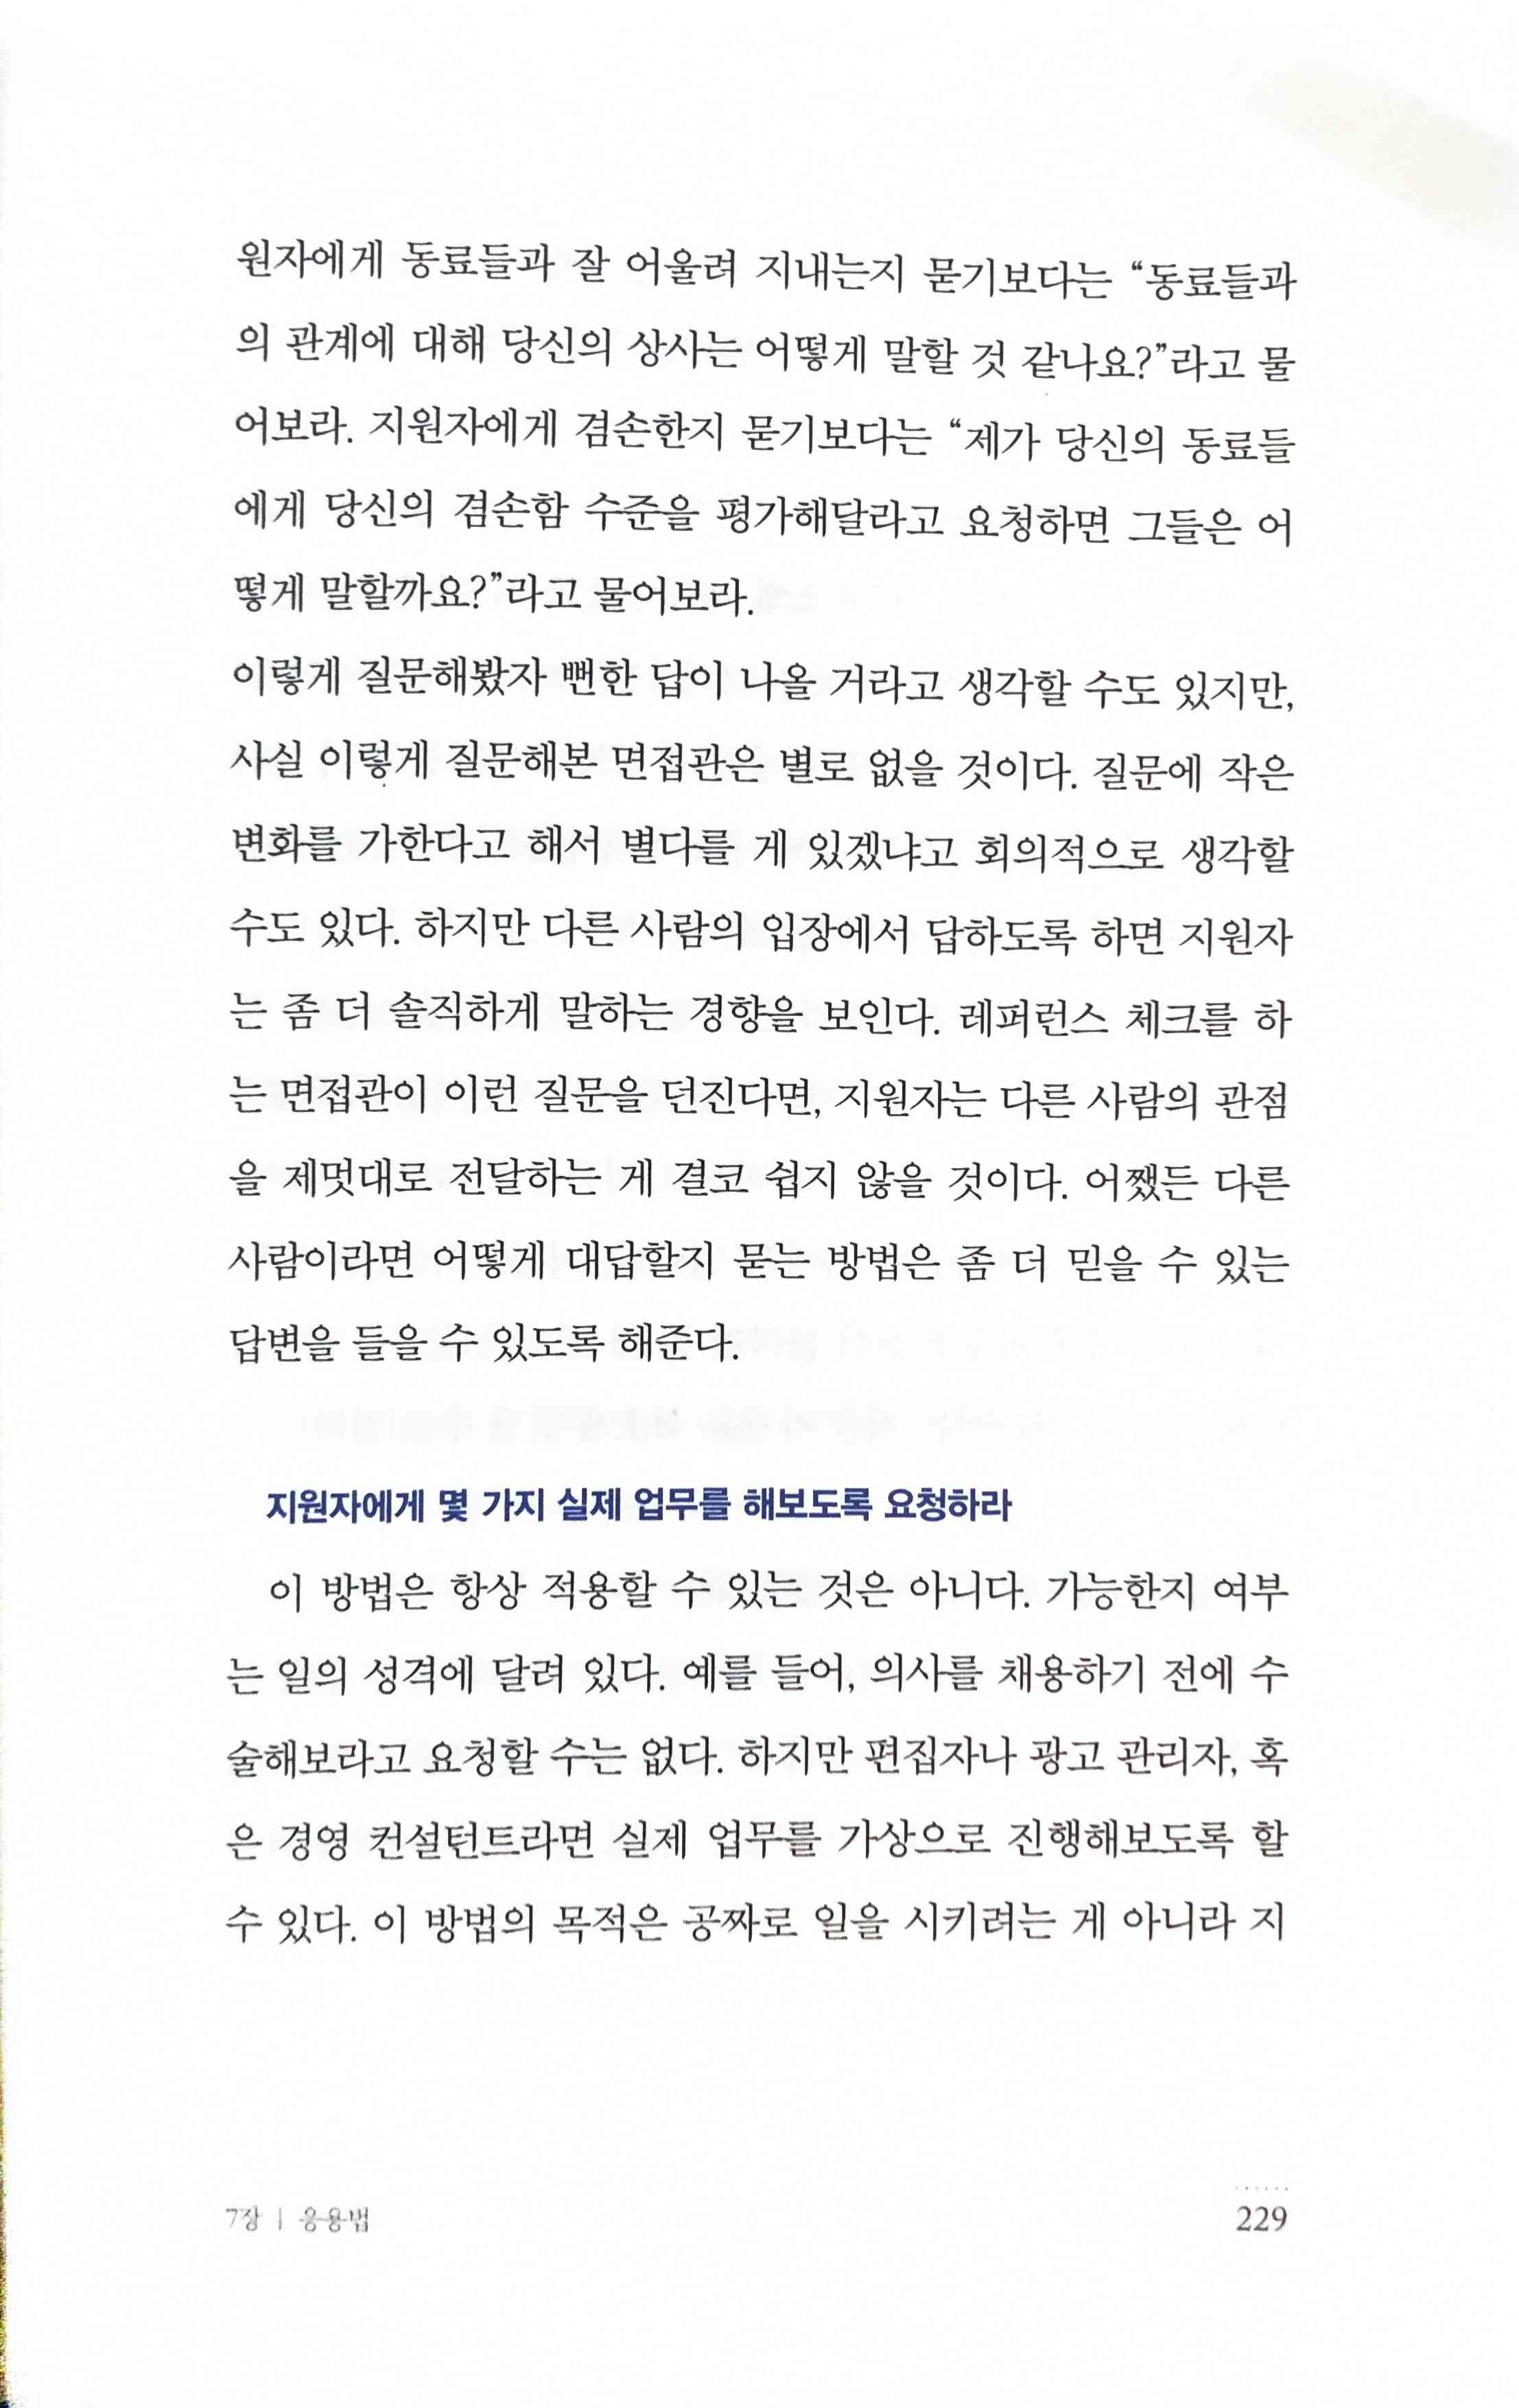 원자에게 동료들과 잘 어울려 지내는지 묻기보다는 “동료들과
의 관계에 대해 당신의 상사는 어떻게 말할 것 같나요?”라고 물
어보라. 지원자에게 겸손한지 묻기보다는 “제가 당신의 동료들
에게 당신의 겸손함 수준을 평가해달라고 요청하면 그들은 어
떻게 말할까요?”라고 물어보라.
이렇게 질문해봤자 뻔한 답이 나올 거라고 생각할 수도 있지만,
사실 이렇게 질문해본 면접관은 별로 없을 것이다. 질문에 작은
변화를 가한다고 해서 별다를 게 있겠냐고 회의적으로 생각할
수도 있다. 하지만 다른 사람의 입장에서 답하도록 하면 지원자
는 좀 더 솔직하게 말하는 경향을 보인다. 레퍼런스 체크를 하
는 면접관이 이런 질문을 던진다면, 지원자는 다른 사람의 관점
을 제멋대로 전달하는 게 결코 쉽지 않을 것이다. 어쨌든 다른
사람이라면 어떻게 대답할지 묻는 방법은 좀 더 믿을 수 있는
답변을 들을 수 있도록 해준다.
지원자에게 몇 가지 실제 업무를 해보도록 요청하라
이 방법은 항상 적용할 수 있는 것은 아니다. 가능한지 여부
는 일의 성격에 달려 있다. 예를 들어, 의사를 채용하기 전에 수
술해보라고 요청할 수는 없다. 하지만 편집자나 광고 관리자, 혹
은 경영 컨설턴트라면 실제 업무를 가상으로 진행해보도록 할
수 있다. 이 방법의 목적은 공짜로 일을 시키려는 게 아니라 지
7장 | 응용법
229